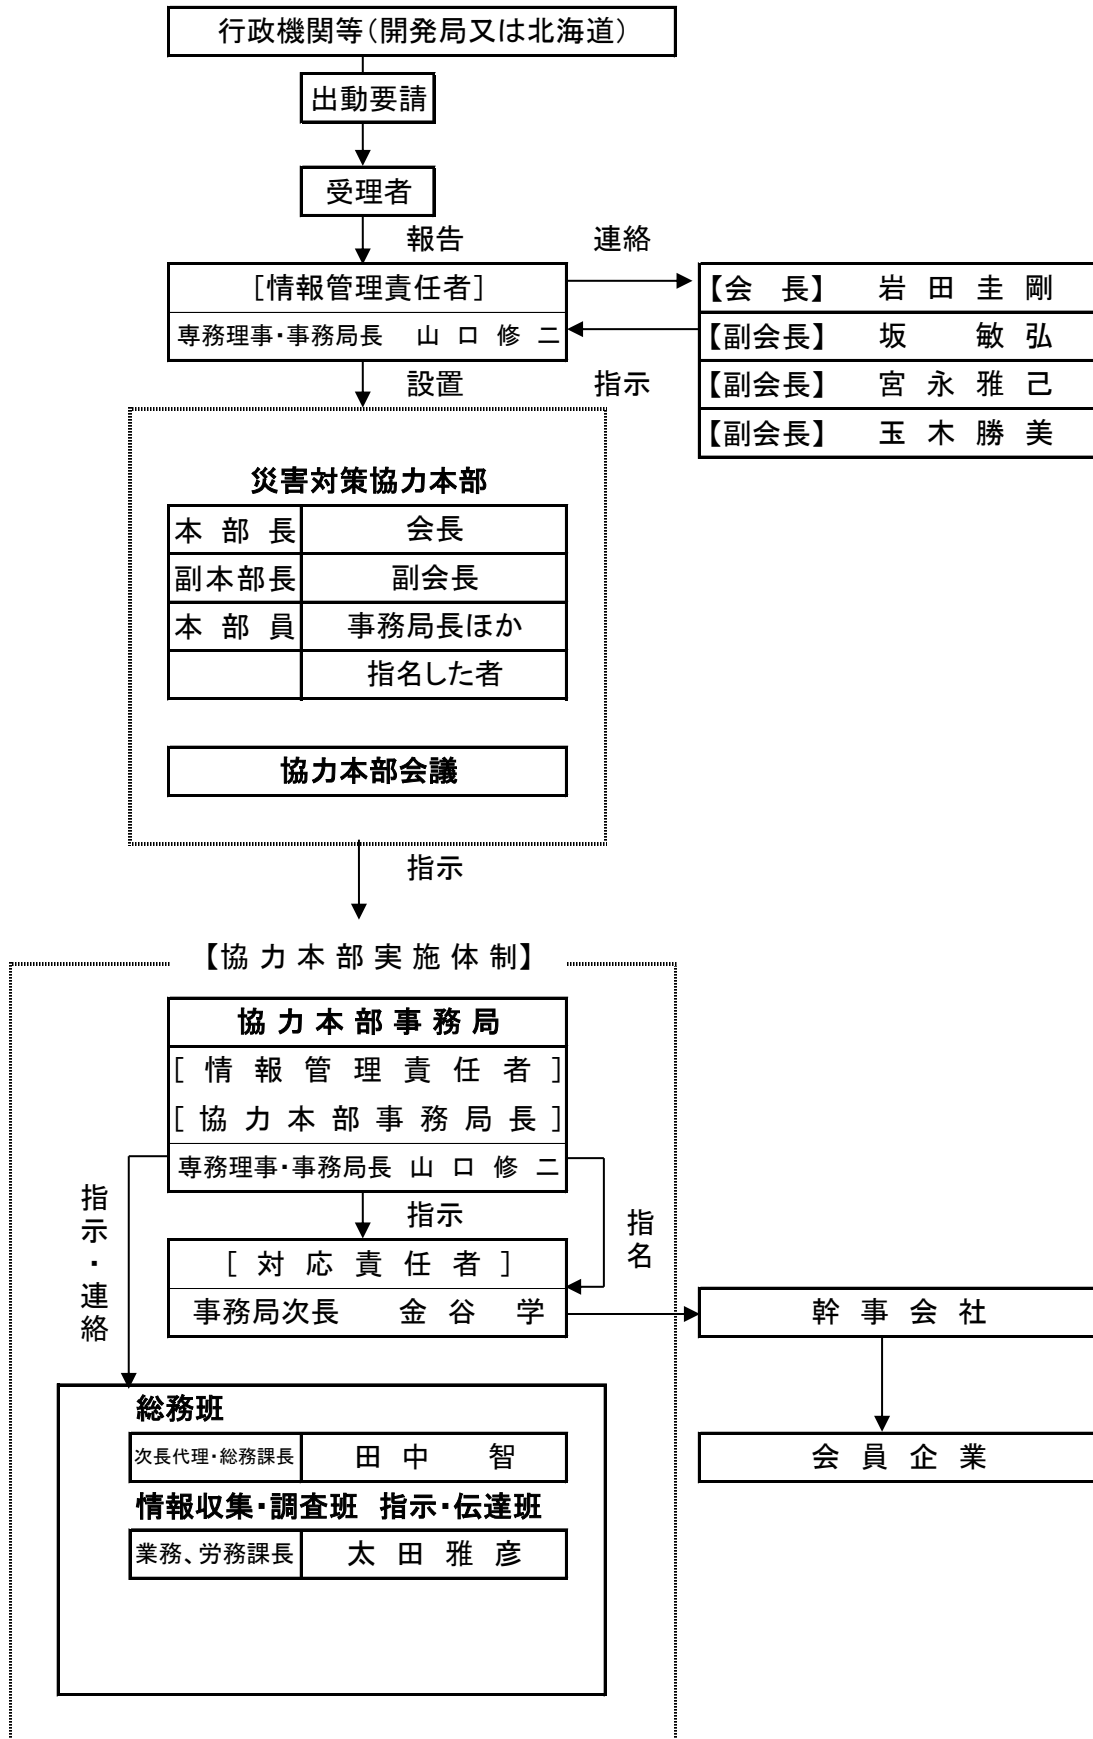 行政機関等(開発局又は北海道)
出動要請
受理者
報告
連絡
[情報管理責任者]
専務理事・事務局長 山口修二
【会 長】 岩田圭剛
【副会長】 坂 敏弘
【副会長】 宮永雅己
【副会長】 玉木勝美
設置
指示
災害対策協力本部
本部長 会長
副本部長 副会長
本部員 事務局長ほか
指名した者
協力本部会議
指示
【協力本部実施体制】
協力本部事務局
[情報管理責任者]
[協力本部事務局長]
専務理事・事務局長 山口修二
指示・連絡
指示
指名
[対応責任者]
事務局次長 金谷 学
幹事会社
会員企業
総務班
次長代理・総務課長 田中 智
情報収集・調査班 指示・伝達班
業務、労務課長 太田雅彦